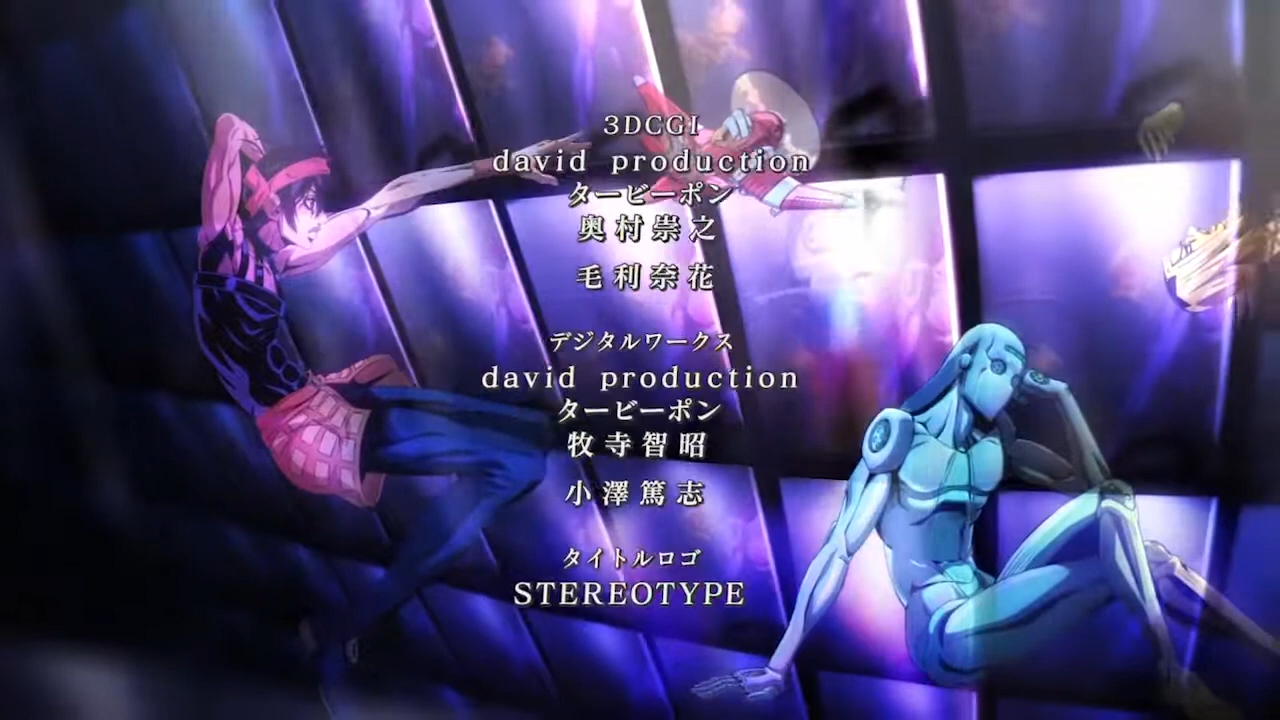 3DCGI
david production
タービーポン
奥村崇之
毛利奈花
デジタルワークス
david production
タービーポン
牧寺智昭
小澤篤志
タイトルロゴ
STEREOTYPE